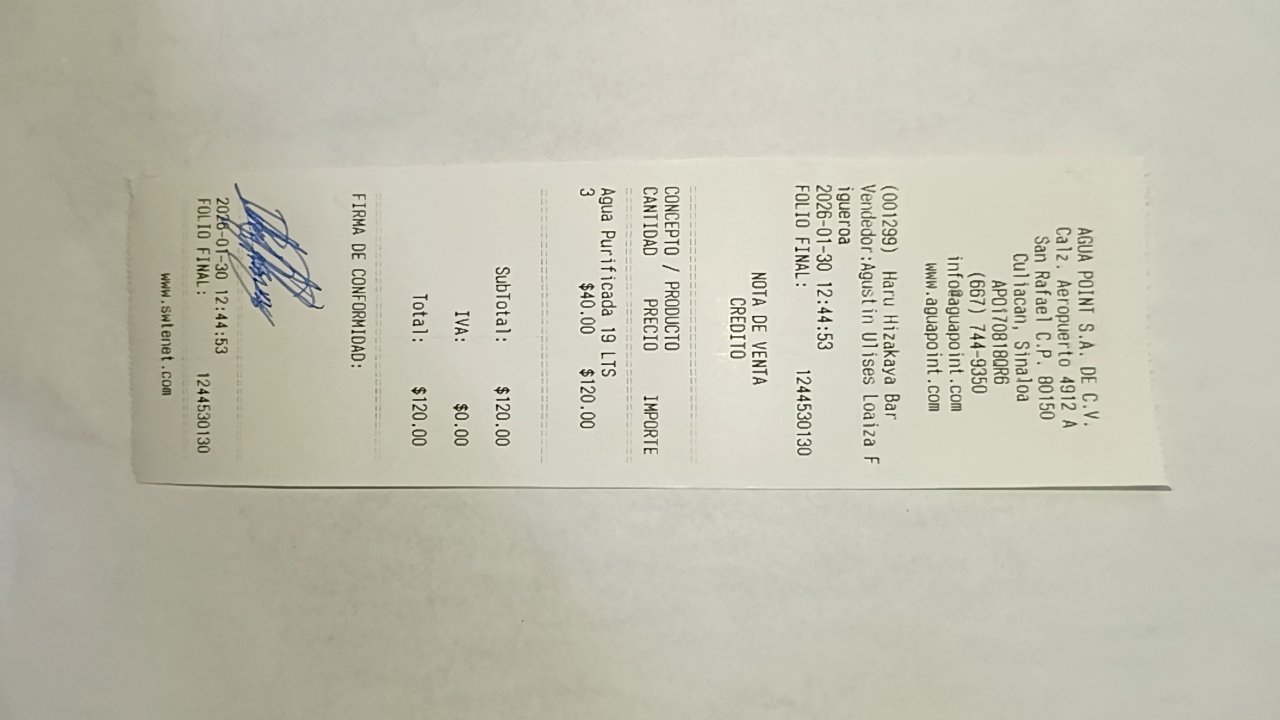 AGUA POINT S.A. DE C.V.
Calz. Aeropuerto 4912 A
San Rafael C.P. 80150
Culiacan, Sinaloa
APO170818QR6
(667) 744-9350
info@aguapoint.com
www.aguapoint.com
(001299) Haru Hizakaya Bar
Vendedor:Agustin Ulises Loaiza F
igueroa
2026-01-30 12:44:53
FOLIO FINAL: 1244530130
NOTA DE VENTA
CREDITO
CONCEPTO / PRODUCTO
CANTIDAD PRECIO IMPORTE
Agua Purificada 19 LTS
3 $40.00 $120.00
SubTotal: $120.00
IVA: $0.00
Total: $120.00
FIRMA DE CONFORMIDAD:
2026-01-30 12:44:53
FOLIO FINAL: 1244530130
www.swtenet.com